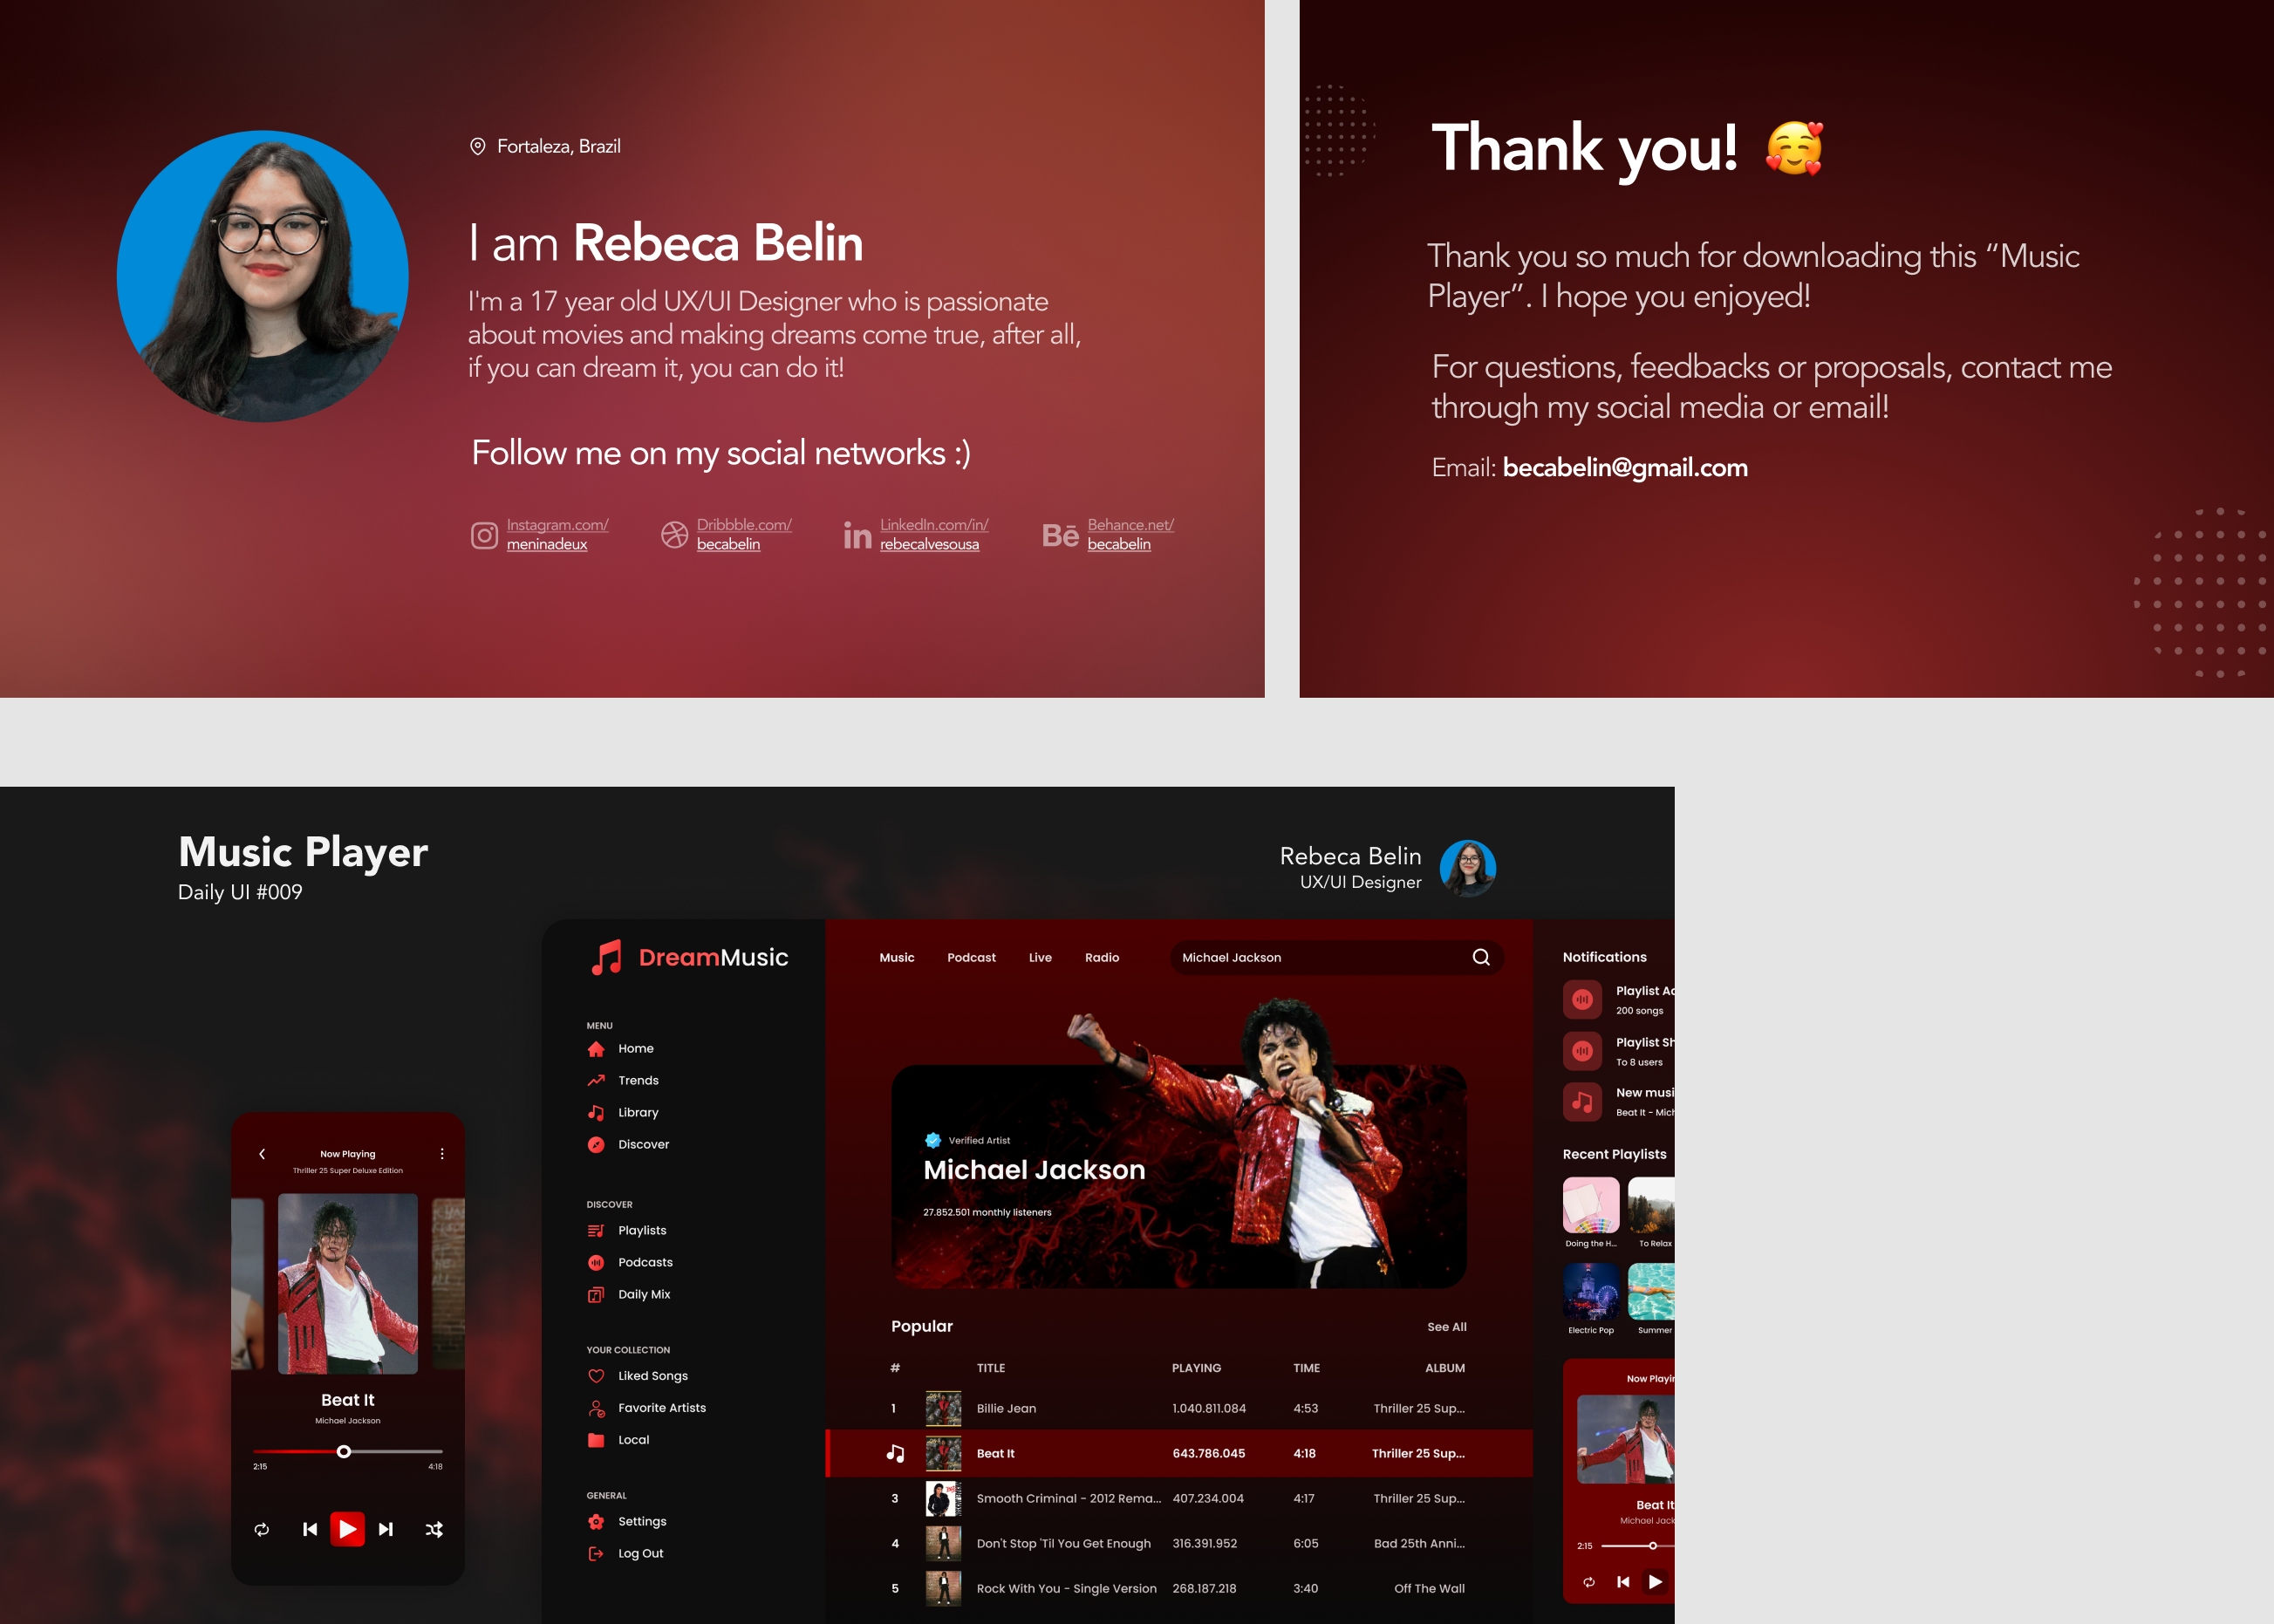 Fortaleza, Brazil
I am Rebeca Belin
I'm a 17 year old UX/UI Designer who is passionate
about movies and making dreams come true, after all,
if you can dream it, you can do it!
Follow me on my social networks :)
Instagram.com/
meninadeux
Dribbble.com/
becabelin
LinkedIn.com/in/
rebecalvesousa
Behance.net/
becabelin
Thank you!
Thank you so much for downloading this “Music
Player”. I hope you enjoyed!
For questions, feedbacks or proposals, contact me
through my social media or email!
Email: becabelin@gmail.com
Music Player
Daily UI #009
Rebeca Belin
UX/UI Designer
Now Playing
Thriller 25 Super Deluxe Edition
Beat It
Michael Jackson
2:15 4:18
DreamMusic
MENU
Home
Trends
Library
Discover
DISCOVER
Playlists
Podcasts
Daily Mix
YOUR COLLECTION
Liked Songs
Favorite Artists
Local
GENERAL
Settings
Log Out
Music Podcast Live Radio
Michael Jackson
Verified Artist
Michael Jackson
27.852.501 monthly listeners
Popular See All
# TITLE PLAYING TIME ALBUM
1 Billie Jean 1.040.811.084 4:53 Thriller 25 Sup...
Beat It 643.786.045 4:18 Thriller 25 Sup...
3 Smooth Criminal - 2012 Rema... 407.234.004 4:17 Thriller 25 Sup...
4 Don't Stop 'Til You Get Enough 316.391.952 6:05 Bad 25th Anni...
5 Rock With You - Single Version 268.187.218 3:40 Off The Wall
Notifications
Playlist
200 songs
Playlist
To 8 users
New
Beat It -
Recent Playlists
Doing the H... To Relax
Electric Pop Summer
Now
Beat It
Michael
2:15